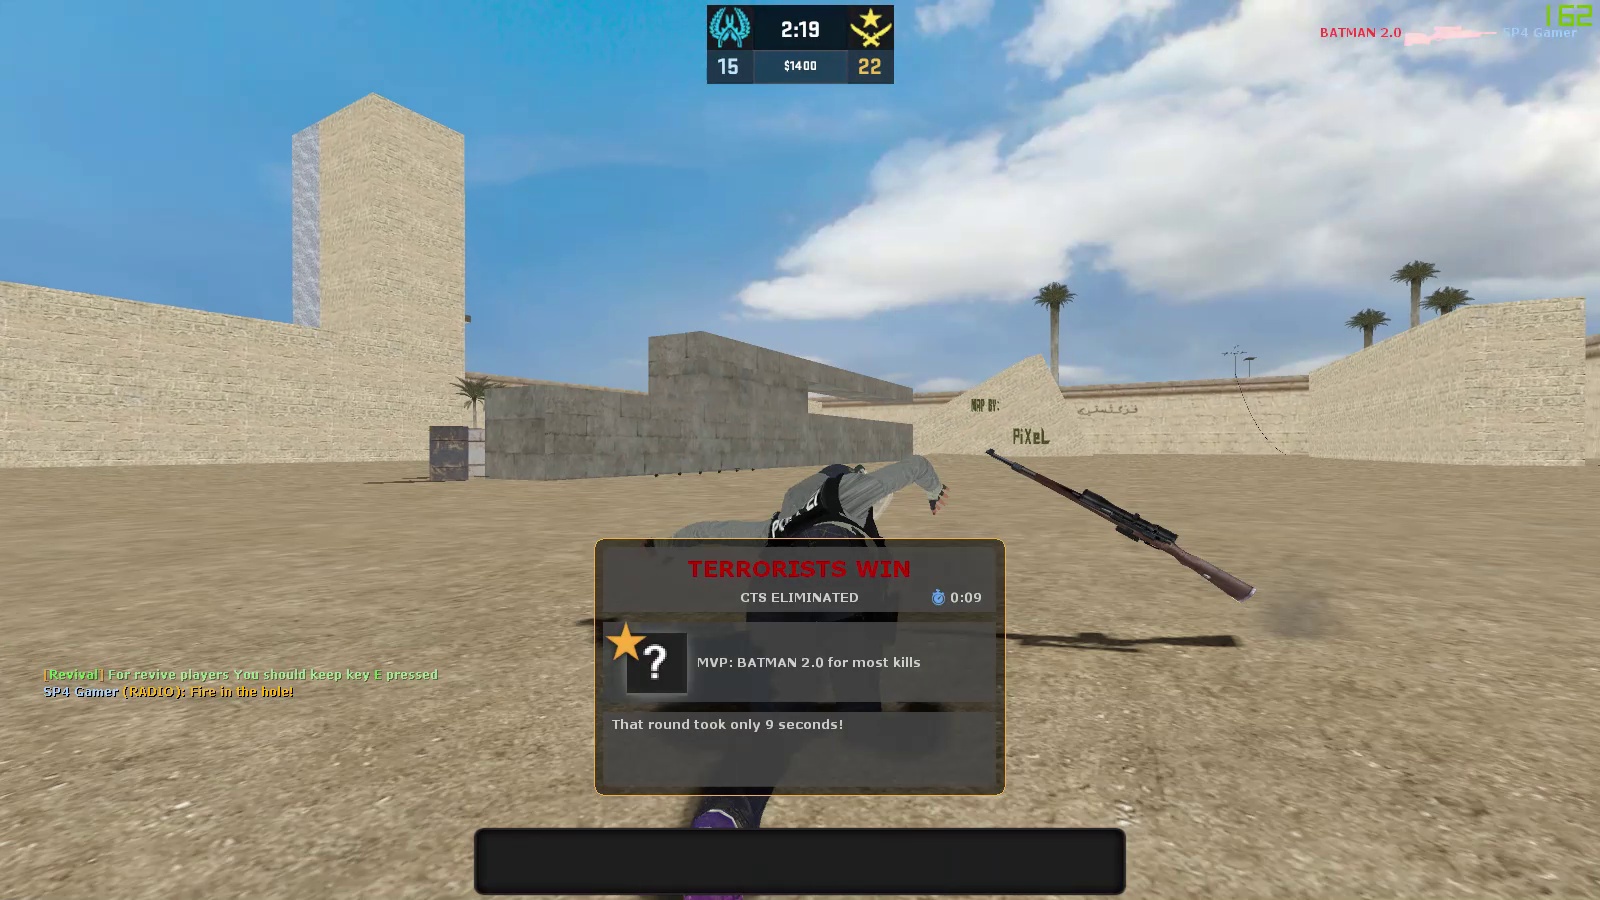 162
2:19
15 $1400 22
BATMAN 2.0 SP4 Gamer
MAP BY:
PiXeL
TERRORISTS WIN
CTS ELIMINATED 0:09
?
MVP: BATMAN 2.0 for most kills
[Revival] For revive players You should keep key E pressed
SP4 Gamer (RADIO): Fire in the hole!
That round took only 9 seconds!